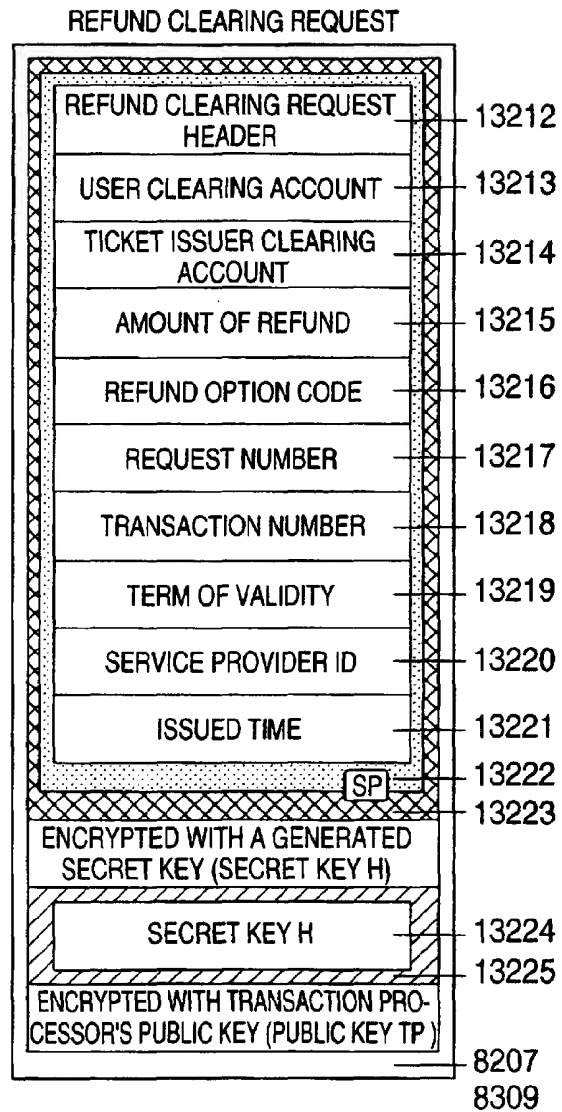 REFUND CLEARING REQUEST
REFUND CLEARING REQUEST
HEADER
13212
USER CLEARING ACCOUNT
13213
TICKET ISSUER CLEARING
ACCOUNT
13214
AMOUNT OF REFUND
13215
REFUND OPTION CODE
13216
REQUEST NUMBER
13217
TRANSACTION NUMBER
13218
TERM OF VALIDITY
13219
SERVICE PROVIDER ID
13220
ISSUED TIME
13221
SP
13222
13223
ENCRYPTED WITH A GENERATED
SECRET KEY (SECRET KEY H)
SECRET KEY H
13224
13225
ENCRYPTED WITH TRANSACTION PRO-
CESSOR'S PUBLIC KEY (PUBLIC KEY TP )
8207
8309